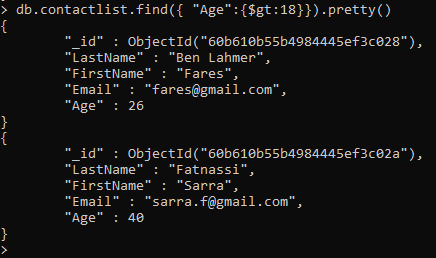 > db.contactlist.find({ "Age":{$gt:18}}).pretty()
{
        "_id" : ObjectId("60b610b55b4984445ef3c028"),
        "LastName" : "Ben Lahmer",
        "FirstName" : "Fares",
        "Email" : "fares@gmail.com",
        "Age" : 26
}
{
        "_id" : ObjectId("60b610b55b4984445ef3c02a"),
        "LastName" : "Fatnassi",
        "FirstName" : "Sarra",
        "Email" : "sarra.f@gmail.com",
        "Age" : 40
}
>